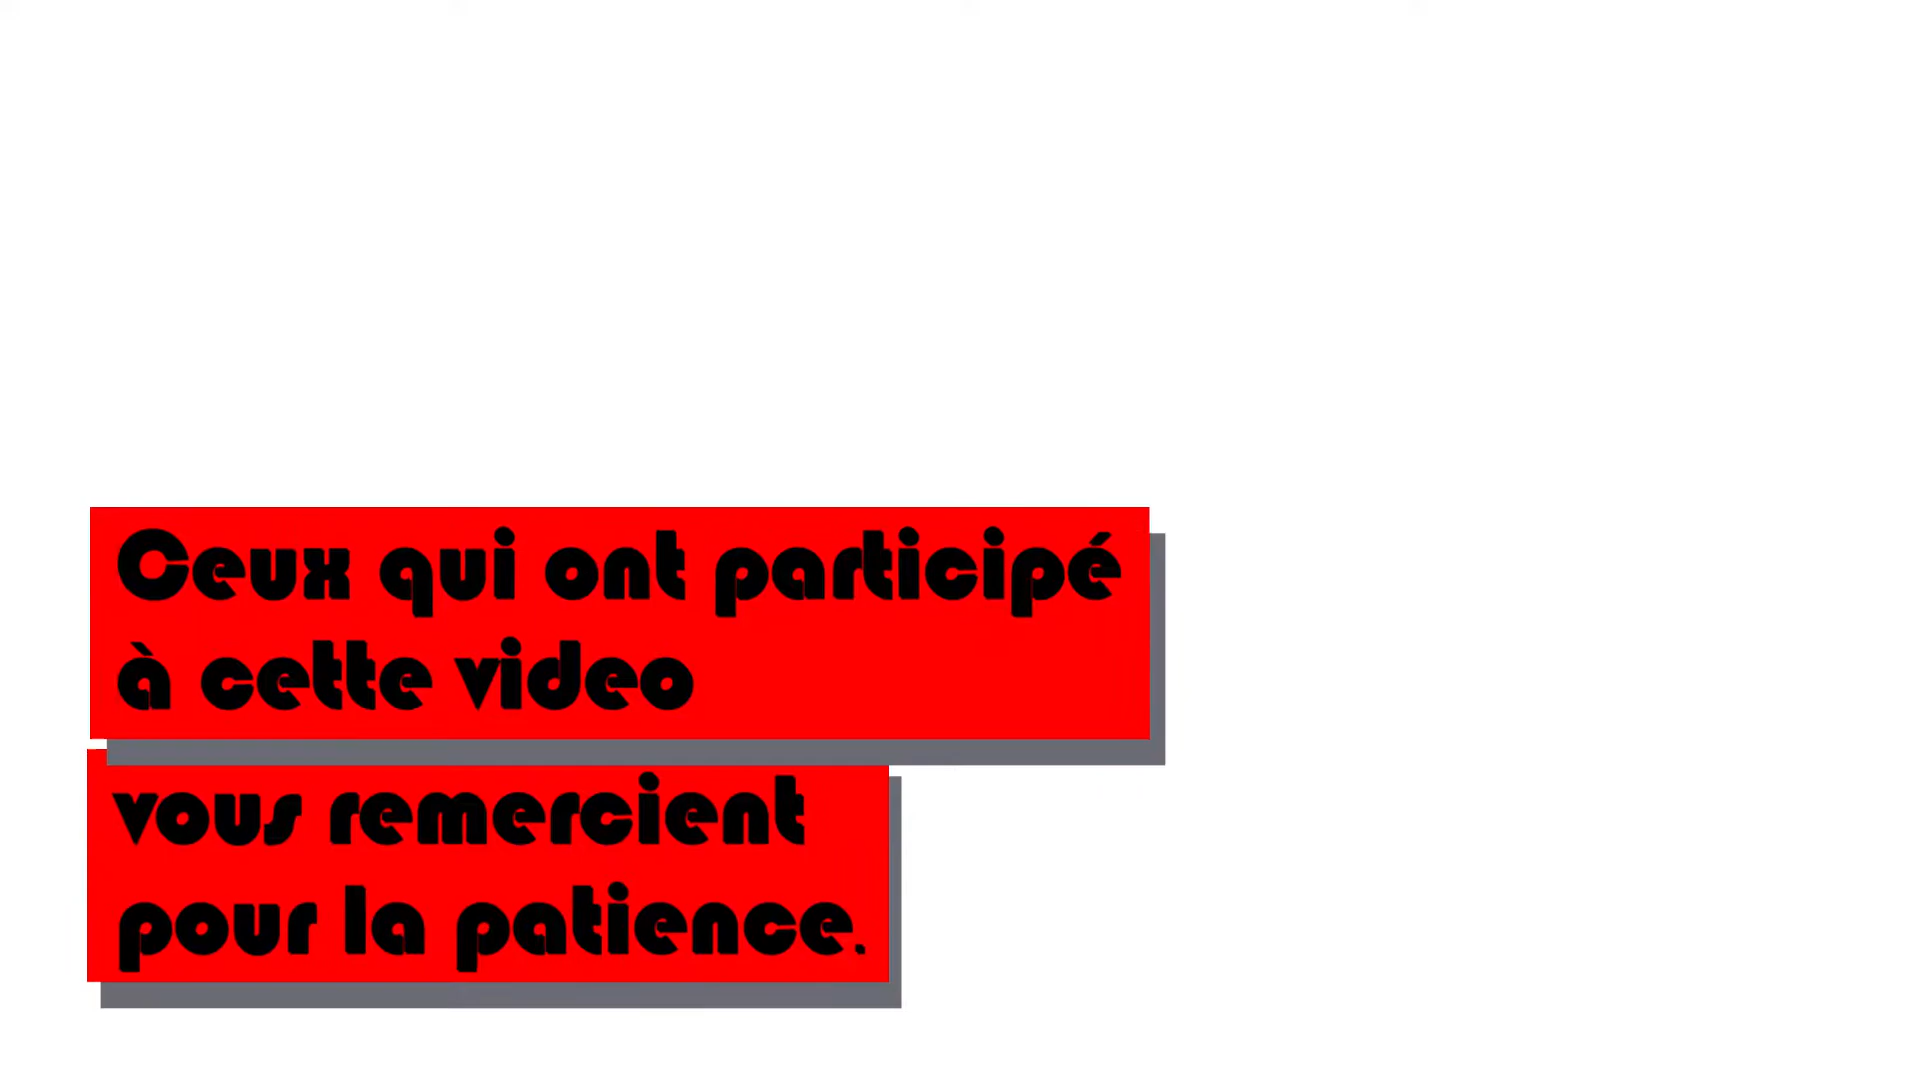 Ceux qui ont participé
à cette video
vous remercient
pour la patience.